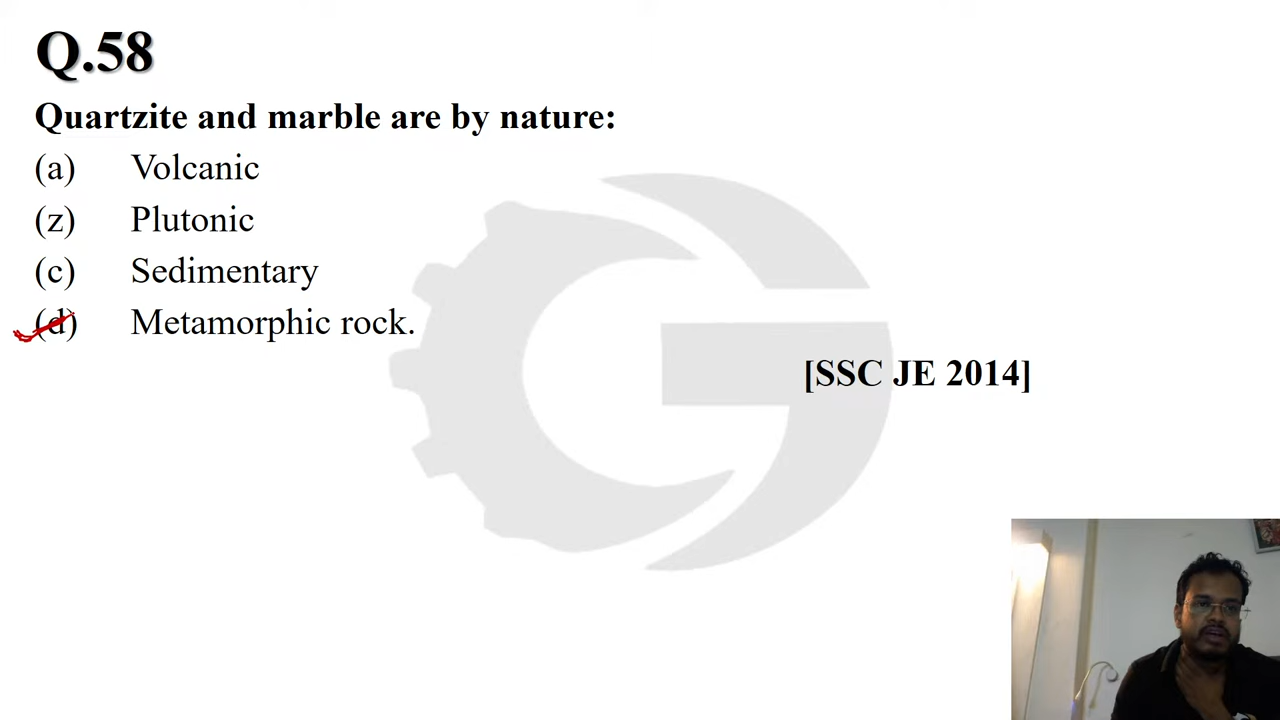 Q.58
Quartzite and marble are by nature:
(a) Volcanic
(z) Plutonic
(c) Sedimentary
(d) Metamorphic rock.
[SSC JE 2014]